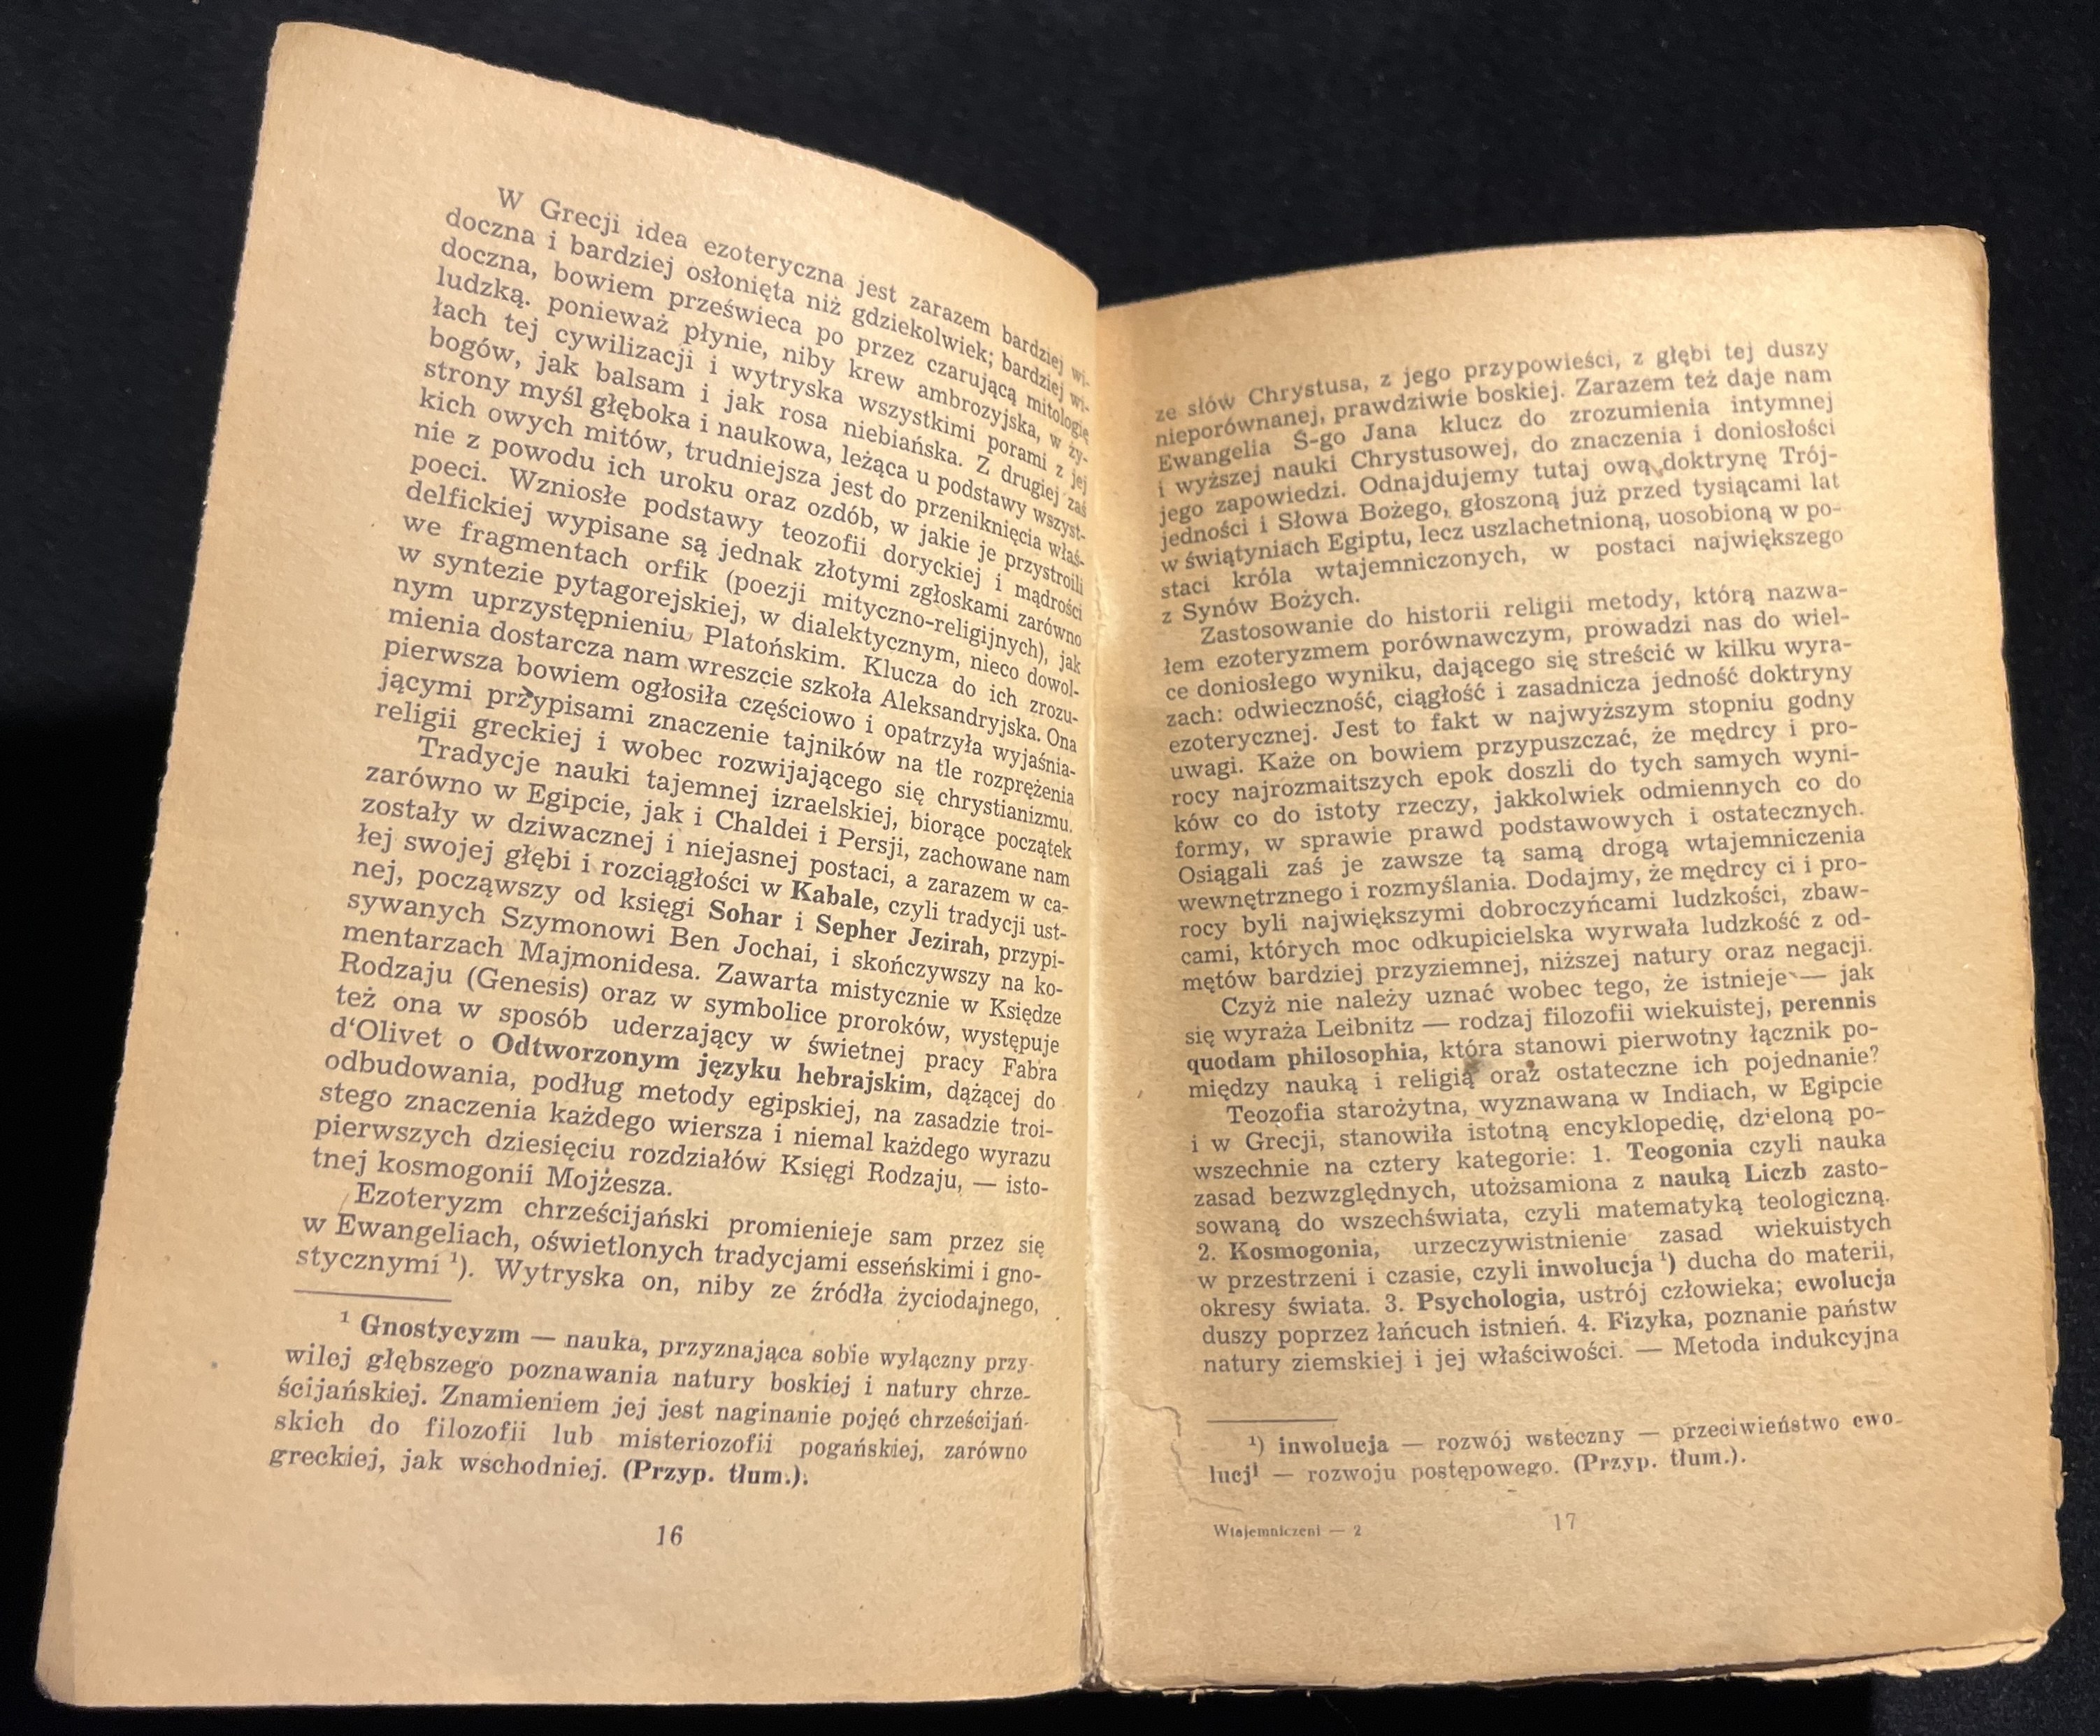 W Grecji idea ezoteryczna jest zarazem bardziej wi-
doczna i bardziej osłonięta niż gdziekolwiek; bardziej wi-
doczna, bowiem prześwieca po przez czarującą mitologię
ludzką. ponieważ płynie, niby krew ambrozyjska, w ży-
łach tej cywilizacji i wytryska wszystkimi porami z jej
bogów, jak balsam i jak rosa niebiańska. Z drugiej zaś
strony myśl głęboka i naukowa, leżąca u podstawy wszyst-
kich owych mitów, trudniejsza jest do przeniknięcia właś-
nie z powodu ich uroku oraz ozdób, w jakie je przystroili
poeci. Wzniosłe podstawy teozofii doryckiej i mądrości
delfickiej wypisane są jednak złotymi zgłoskami zarówno
we fragmentach orfik (poezji mityczno-religijnych), jak
w syntezie pytagorejskiej, w dialektycznym, nieco dowol-
nym uprzystępnieniu Platońskim. Klucza do ich zrozu-
mienia dostarcza nam wreszcie szkoła Aleksandryjska. Ona
pierwsza bowiem ogłosiła częściowo i opatrzyła wyjaśnia-
jącymi przypisami znaczenie tajników na tle rozprężenia
religii greckiej i wobec rozwijającego się chrystianizmu.
Tradycje nauki tajemnej izraelskiej, biorące początek
zarówno w Egipcie, jak i Chaldei i Persji, zachowane nam
zostały w dziwacznej i niejasnej postaci, a zarazem w ca-
łej swojej głębi i rozciągłości w Kabale, czyli tradycji ust-
nej, począwszy od księgi Sohar i Sepher Jezirah, przypi-
sywanych Szymonowi Ben Jochai, i skończywszy na ko-
mentarzach Majmonidesa. Zawarta mistycznie w Księdze
Rodzaju (Genesis) oraz w symbolice proroków, występuje
też ona w sposób uderzający w świetnej pracy Fabra
d'Olivet o Odtworzonym języku hebrajskim, dążącej do
odbudowania, podług metody egipskiej, na zasadzie troi-
stego znaczenia każdego wiersza i niemal każdego wyrazu
pierwszych dziesięciu rozdziałów Księgi Rodzaju, — isto-
tnej kosmogonii Mojżesza.
Ezoteryzm chrześcijański promienieje sam przez się
w Ewangeliach, oświetlonych tradycjami esseńskimi i gno-
stycznymi ¹). Wytryska on, niby ze źródła życiodajnego,
¹ Gnostycyzm — nauka, przyznająca sobie wyłączny przy-
wilej głębszego poznawania natury boskiej i natury chrze-
ścijańskiej. Znamieniem jej jest naginanie pojęć chrześcijań-
skich do filozofii lub misteriozofii pogańskiej, zarówno
greckiej, jak wschodniej. (Przyp. tłum.).
16
ze słów Chrystusa, z jego przypowieści, z głębi tej duszy
nieporównanej, prawdziwie boskiej. Zarazem też daje nam
Ewangelia Ś-go Jana klucz do zrozumienia intymnej
i wyższej nauki Chrystusowej, do znaczenia i doniosłości
jego zapowiedzi. Odnajdujemy tutaj ową doktrynę Trój-
jedności i Słowa Bożego, głoszoną już przed tysiącami lat
w świątyniach Egiptu, lecz uszlachetnioną, uosobioną w po-
staci króla wtajemniczonych, w postaci największego
z Synów Bożych.
Zastosowanie do historii religii metody, którą nazwa-
łem ezoteryzmem porównawczym, prowadzi nas do wiel-
ce doniosłego wyniku, dającego się streścić w kilku wyra-
zach: odwieczność, ciągłość i zasadnicza jedność doktryny
ezoterycznej. Jest to fakt w najwyższym stopniu godny
uwagi. Każe on bowiem przypuszczać, że mędrcy i pro-
rocy najrozmaitszych epok doszli do tych samych wyni-
ków co do istoty rzeczy, jakkolwiek odmiennych co do
formy, w sprawie prawd podstawowych i ostatecznych.
Osiągali zaś je zawsze tą samą drogą wtajemniczenia
wewnętrznego i rozmyślania. Dodajmy, że mędrcy ci i pro-
rocy byli największymi dobroczyńcami ludzkości, zbaw-
cami, których moc odkupicielska wyrwała ludzkość z od-
mętów bardziej przyziemnej, niższej natury oraz negacji.
Czyż nie należy uznać wobec tego, że istnieje — jak
się wyraża Leibnitz — rodzaj filozofii wiekuistej, perennis
quodam philosophia, która stanowi pierwotny łącznik po-
między nauką i religią oraz ostateczne ich pojednanie?
Teozofia starożytna, wyznawana w Indiach, w Egipcie
i w Grecji, stanowiła istotną encyklopedię, dzieloną po-
wszechnie na cztery kategorie: 1. Teogonia czyli nauka
zasad bezwzględnych, utożsamiona z nauką Liczb zasto-
sowaną do wszechświata, czyli matematyką teologiczną.
2. Kosmogonia, urzeczywistnienie zasad wiekuistych
w przestrzeni i czasie, czyli inwolucja ¹) ducha do materii,
okresy świata. 3. Psychologia, ustrój człowieka; ewolucja
duszy poprzez łańcuch istnień. 4. Fizyka, poznanie państw
natury ziemskiej i jej właściwości. — Metoda indukcyjna
¹) inwolucja — rozwój wsteczny — przeciwieństwo ewo-
lucji — rozwoju postępowego. (Przyp. tłum.).
Wtajemniczeni — 2
17